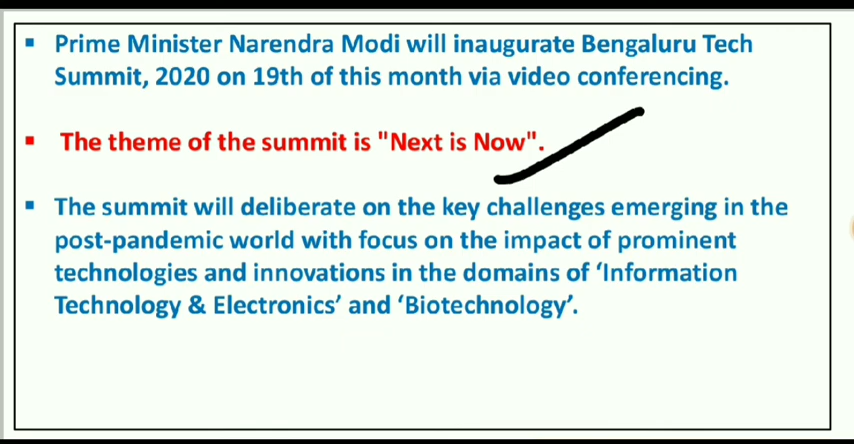 Prime Minister Narendra Modi will inaugurate Bengaluru Tech
Summit, 2020 on 19th of this month via video conferencing.
The theme of the summit is "Next is Now".
The summit will deliberate on the key challenges emerging in the
post-pandemic world with focus on the impact of prominent
technologies and innovations in the domains of ‘Information
Technology & Electronics’ and ‘Biotechnology’.